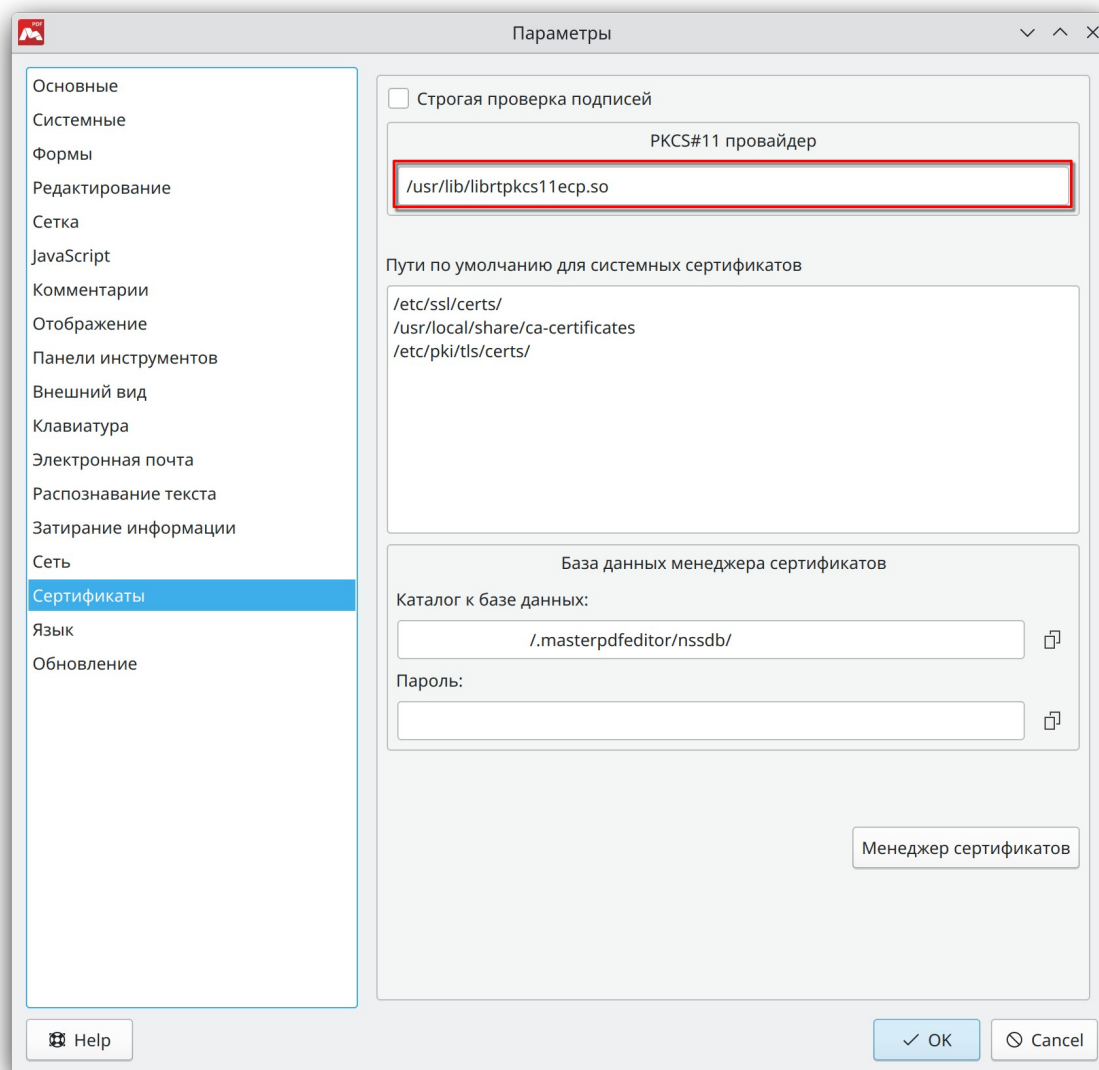 PDF
Параметры
Основные
Системные
Формы
Редактирование
Сетка
JavaScript
Комментарии
Отображение
Панели инструментов
Внешний вид
Клавиатура
Электронная почта
Распознавание текста
Затирание информации
Сеть
Сертификаты
Язык
Обновление
Строгая проверка подписей
PKCS#11 провайдер
/usr/lib/librtpkcs11ecp.so
Пути по умолчанию для системных сертификатов
/etc/ssl/certs/
/usr/local/share/ca-certificates
/etc/pki/tls/certs/
База данных менеджера сертификатов
Каталог к базе данных:
/.masterpdfeditor/nssdb/
Пароль:
Менеджер сертификатов
Help
OK
Cancel